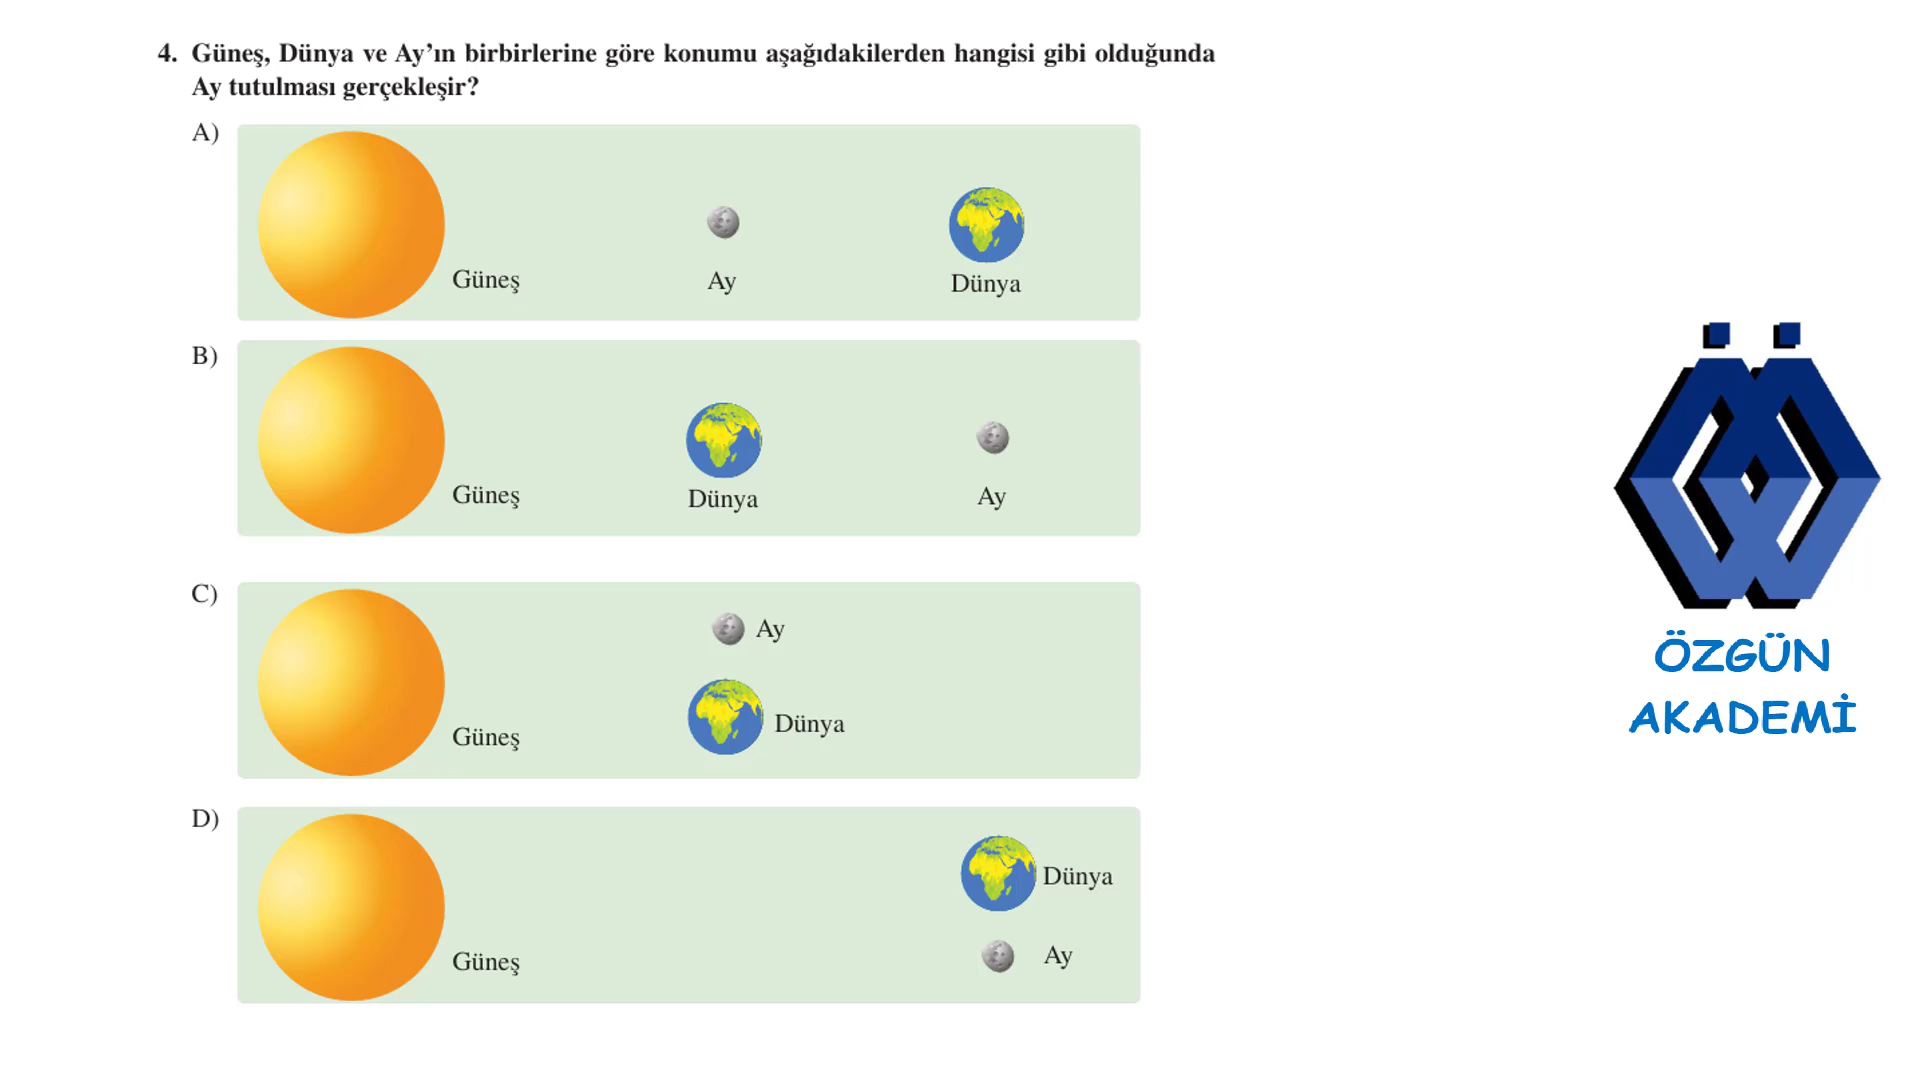 4. Güneş, Dünya ve Ay’ın birbirlerine göre konumu aşağıdakilerden hangisi gibi olduğunda
Ay tutulması gerçekleşir?
A)
Güneş
Ay
Dünya
B)
Güneş
Dünya
Ay
C)
Ay
Dünya
Güneş
D)
Dünya
Ay
Güneş
ÖZGÜN
AKADEMİ